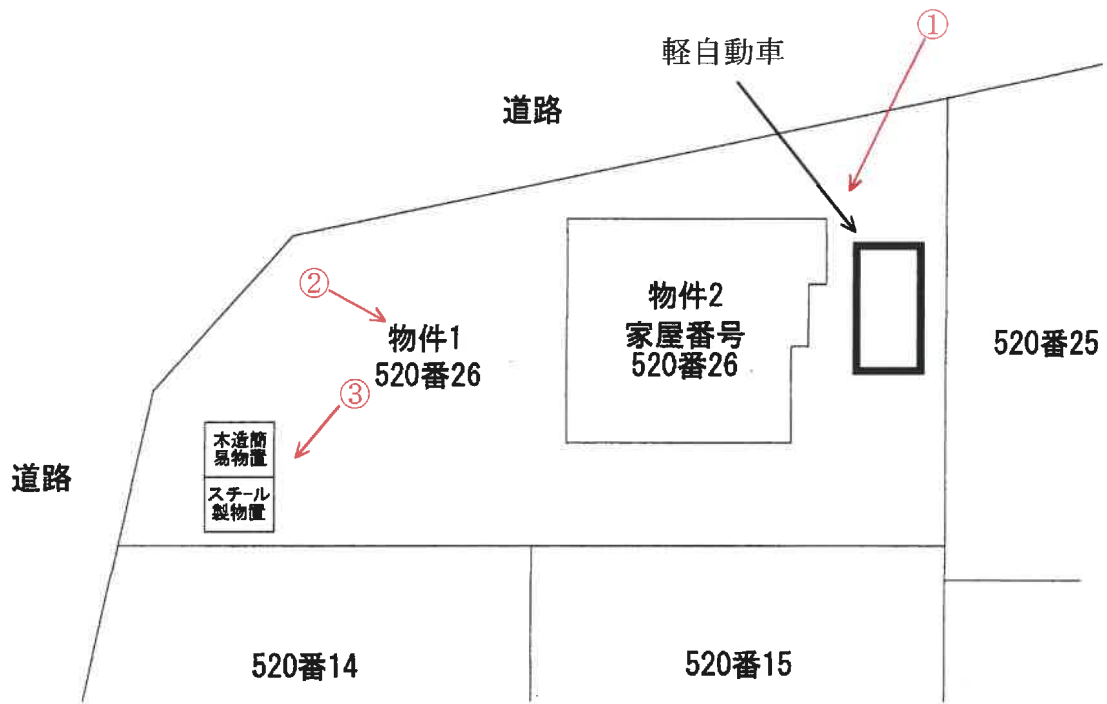 ①
軽自動車
道路
②
物件1
520番26
物件2
家屋番号
520番26
520番25
③
木造簡
易物置
スチール
製物置
道路
520番14
520番15